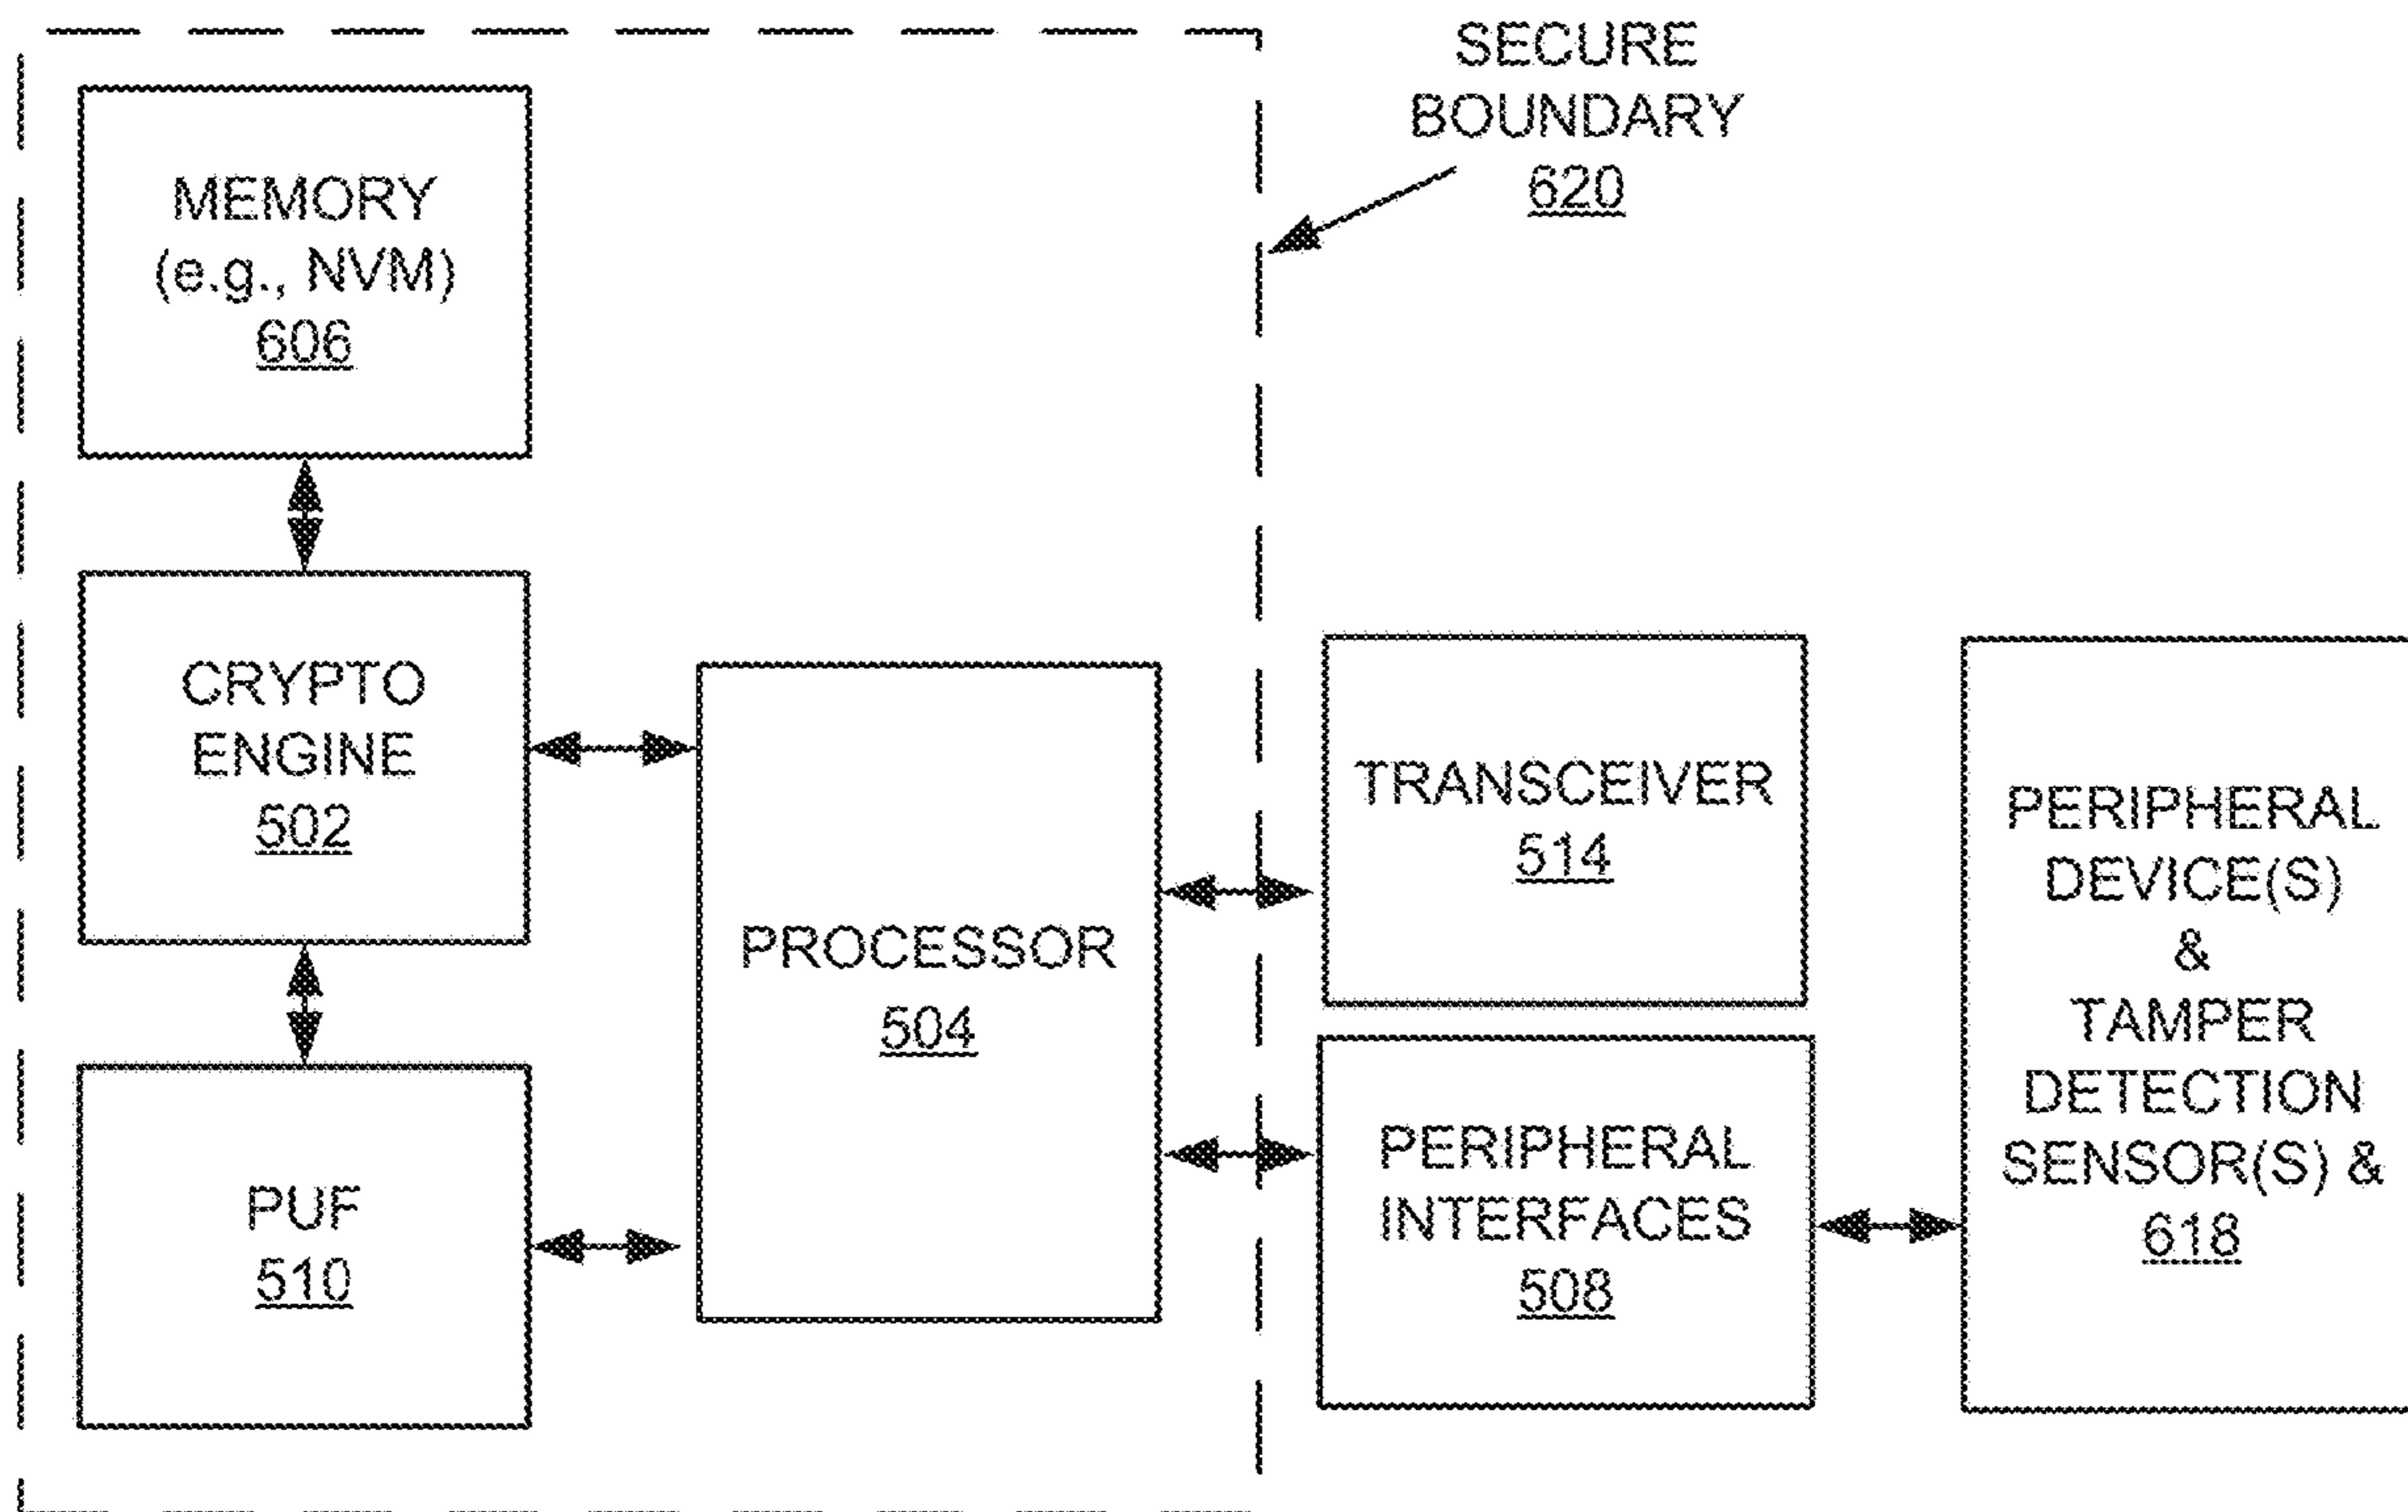 SECURE
BOUNDARY
620
MEMORY
(e.g., NVM)
606
CRYPTO
ENGINE
502
PUF
510
PROCESSOR
504
TRANSCEIVER
514
PERIPHERAL
INTERFACES
508
PERIPHERAL
DEVICE(S)
&
TAMPER
DETECTION
SENSOR(S) &
618